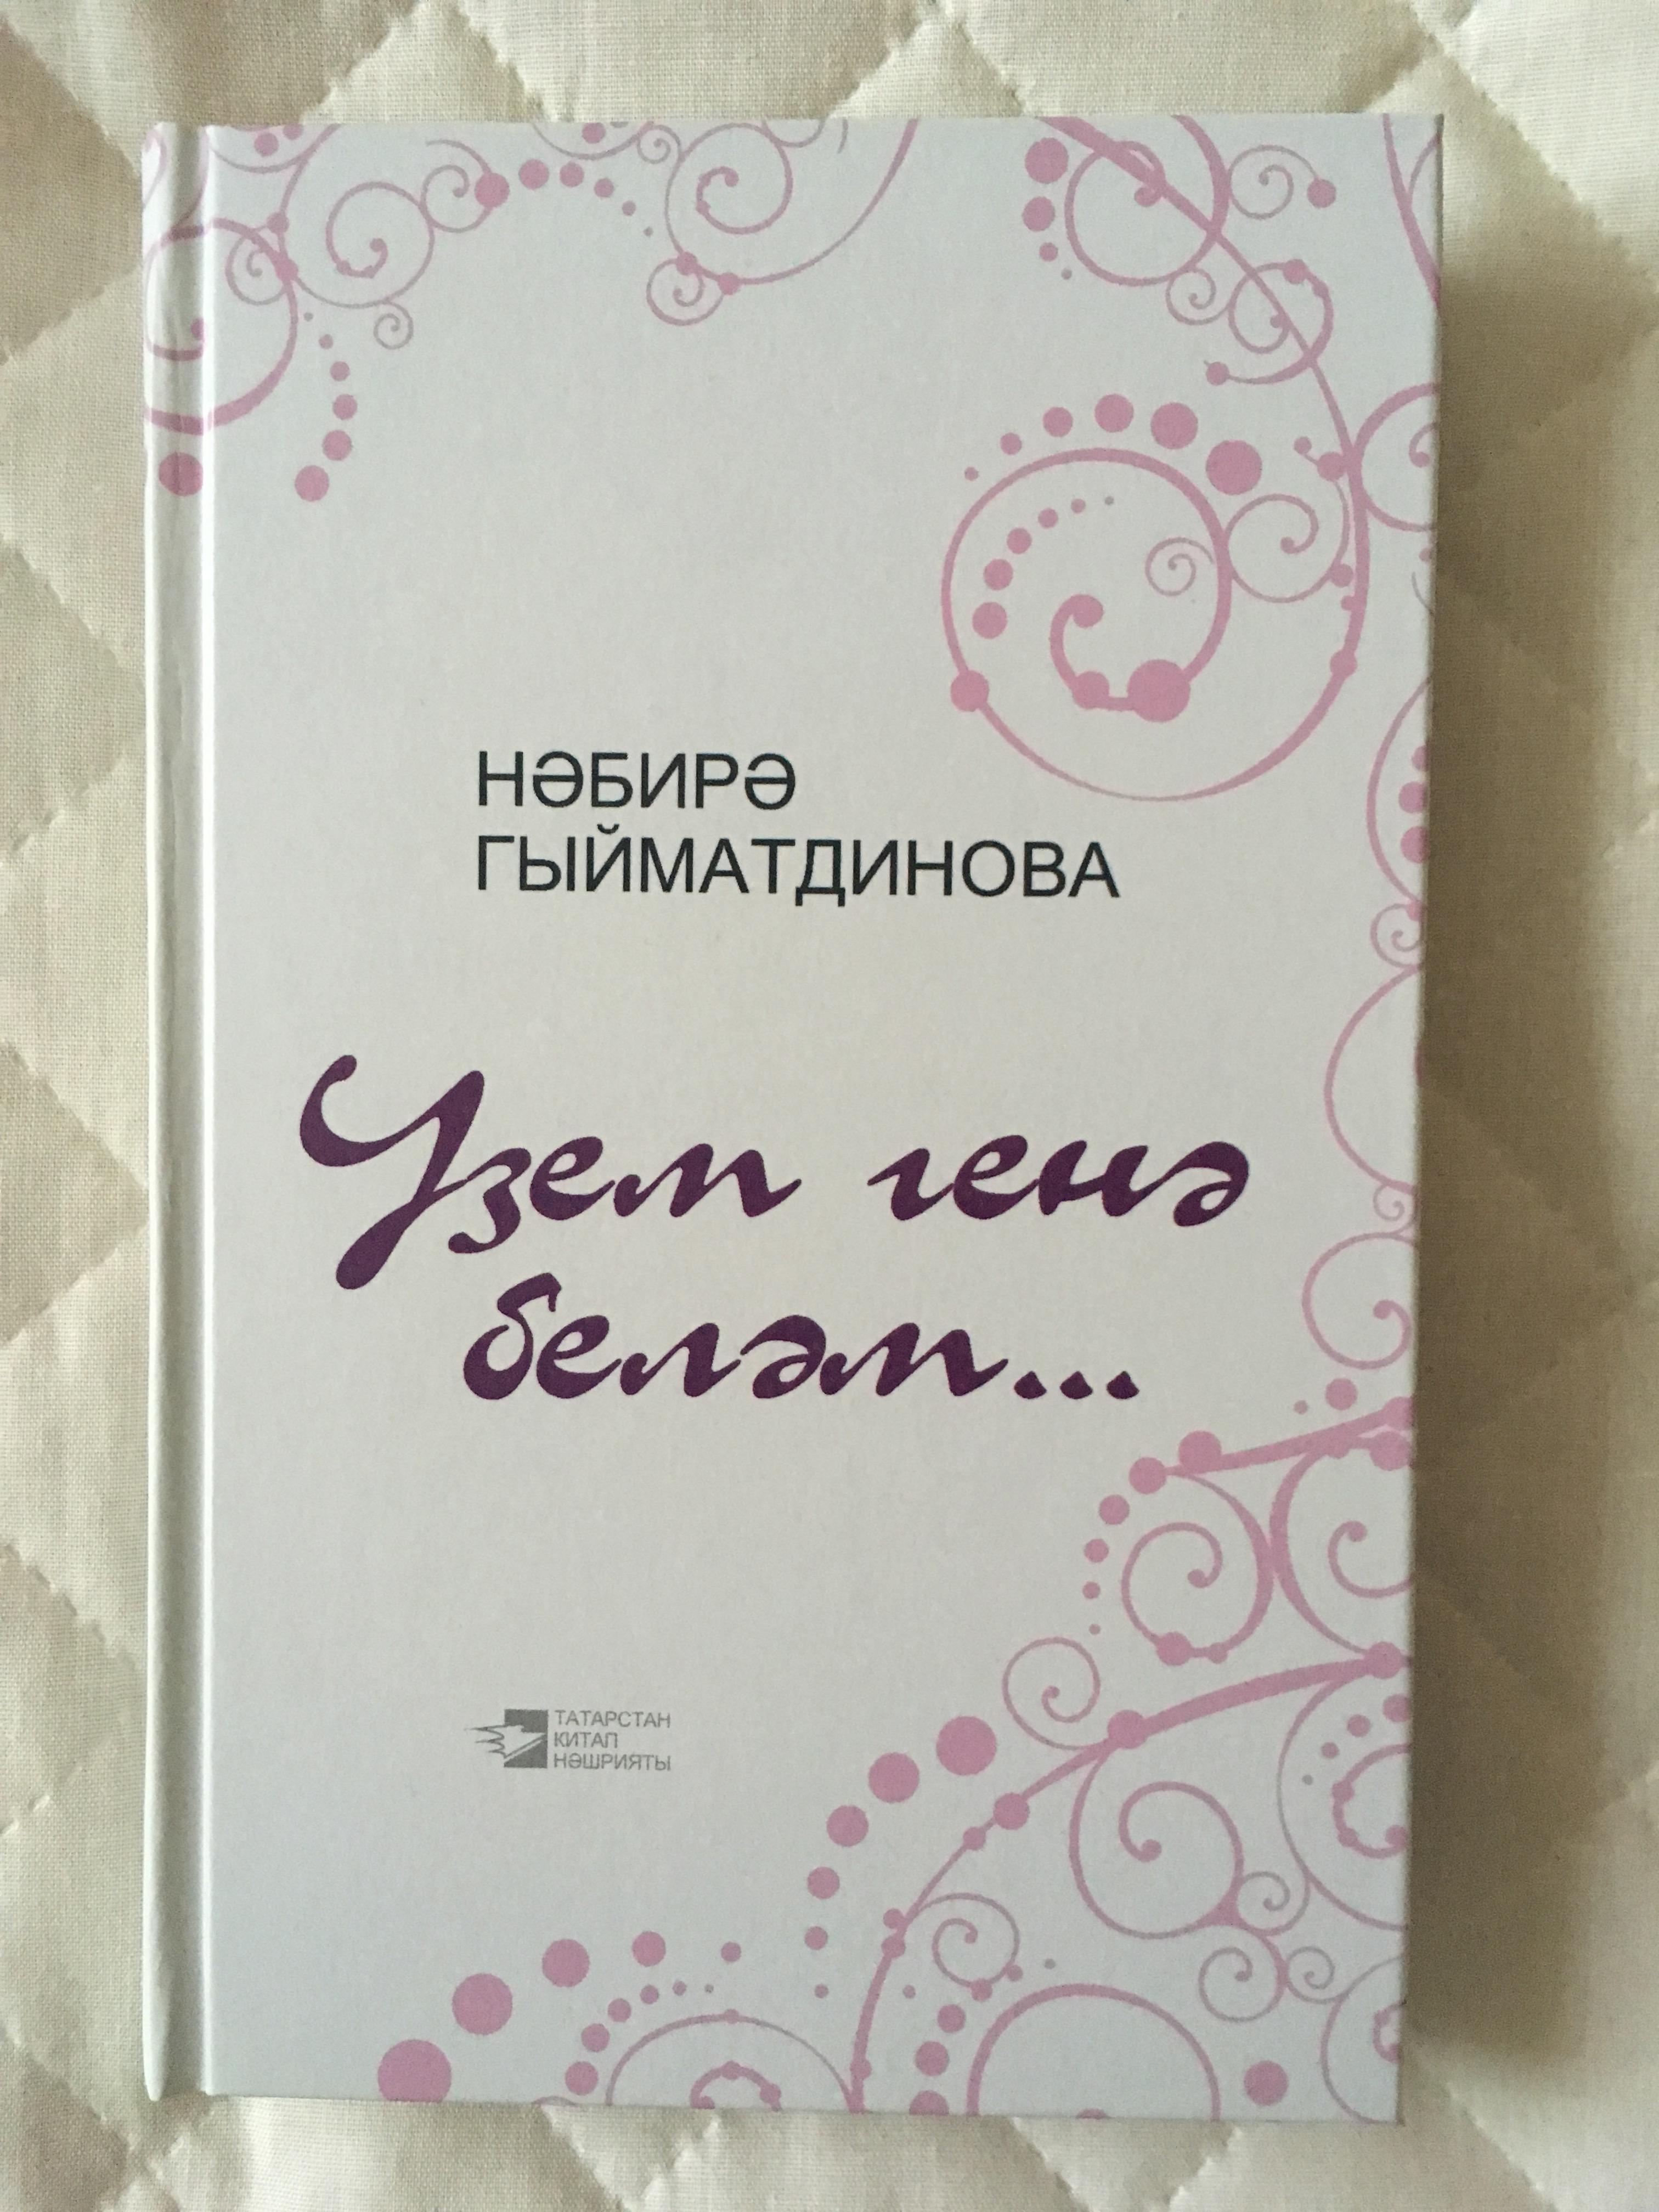 НӘБИРӘ
ГЫЙМАТДИНОВА
Үзем генә
беләм...
ТАТАРСТАН
КИТАП
НӘШРИЯТЫ